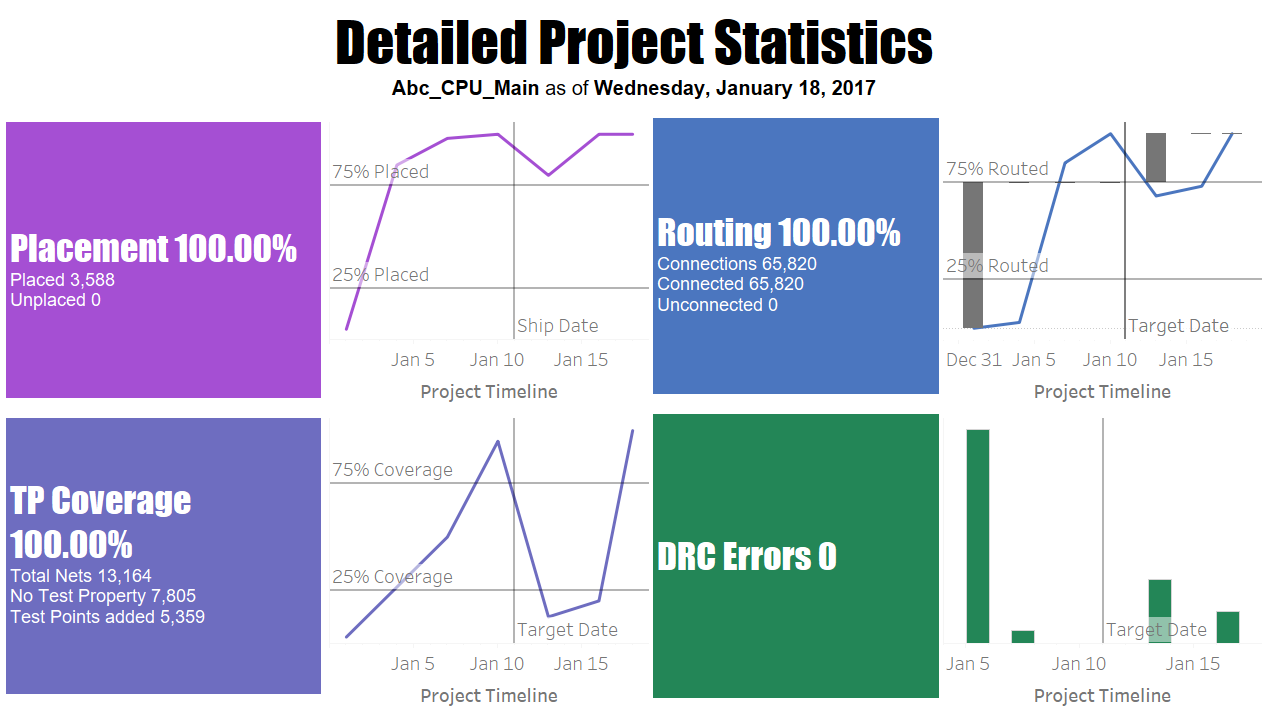 Detailed Project Statistics
Abc_CPU_Main as of Wednesday, January 18, 2017
Placement 100.00%
Placed 3,588
Unplaced 0
75% Placed
25% Placed
Ship Date
Jan 5 Jan 10 Jan 15
Project Timeline
Routing 100.00%
Connections 65,820
Connected 65,820
Unconnected 0
75% Routed
25% Routed
Target Date
Dec 31 Jan 5 Jan 10 Jan 15
Project Timeline
TP Coverage
100.00%
Total Nets 13,164
No Test Property 7,805
Test Points added 5,359
75% Coverage
25% Coverage
Target Date
Jan 5 Jan 10 Jan 15
Project Timeline
DRC Errors 0
Target Date
Jan 5 Jan 10 Jan 15
Project Timeline